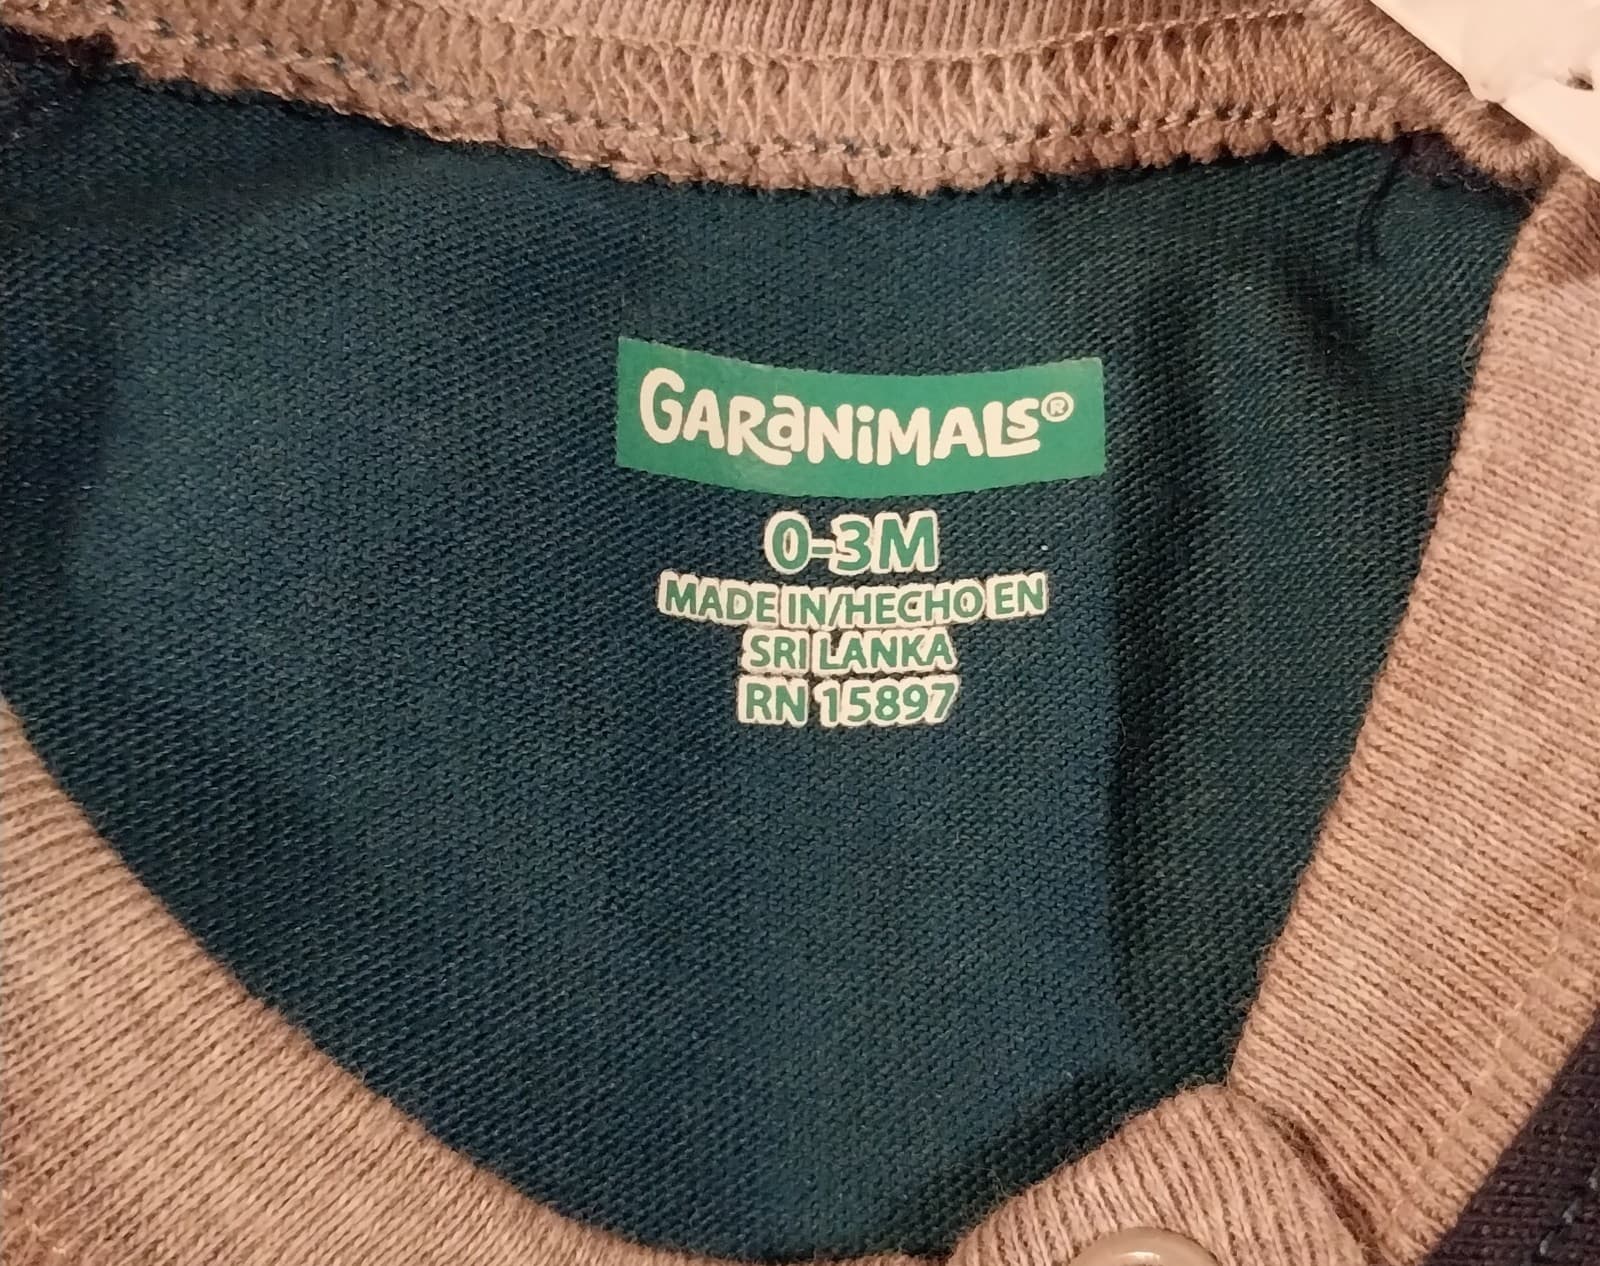 GARaNiMALS®
0-3M
MADE IN/HECHO EN
SRI LANKA
RN 15897